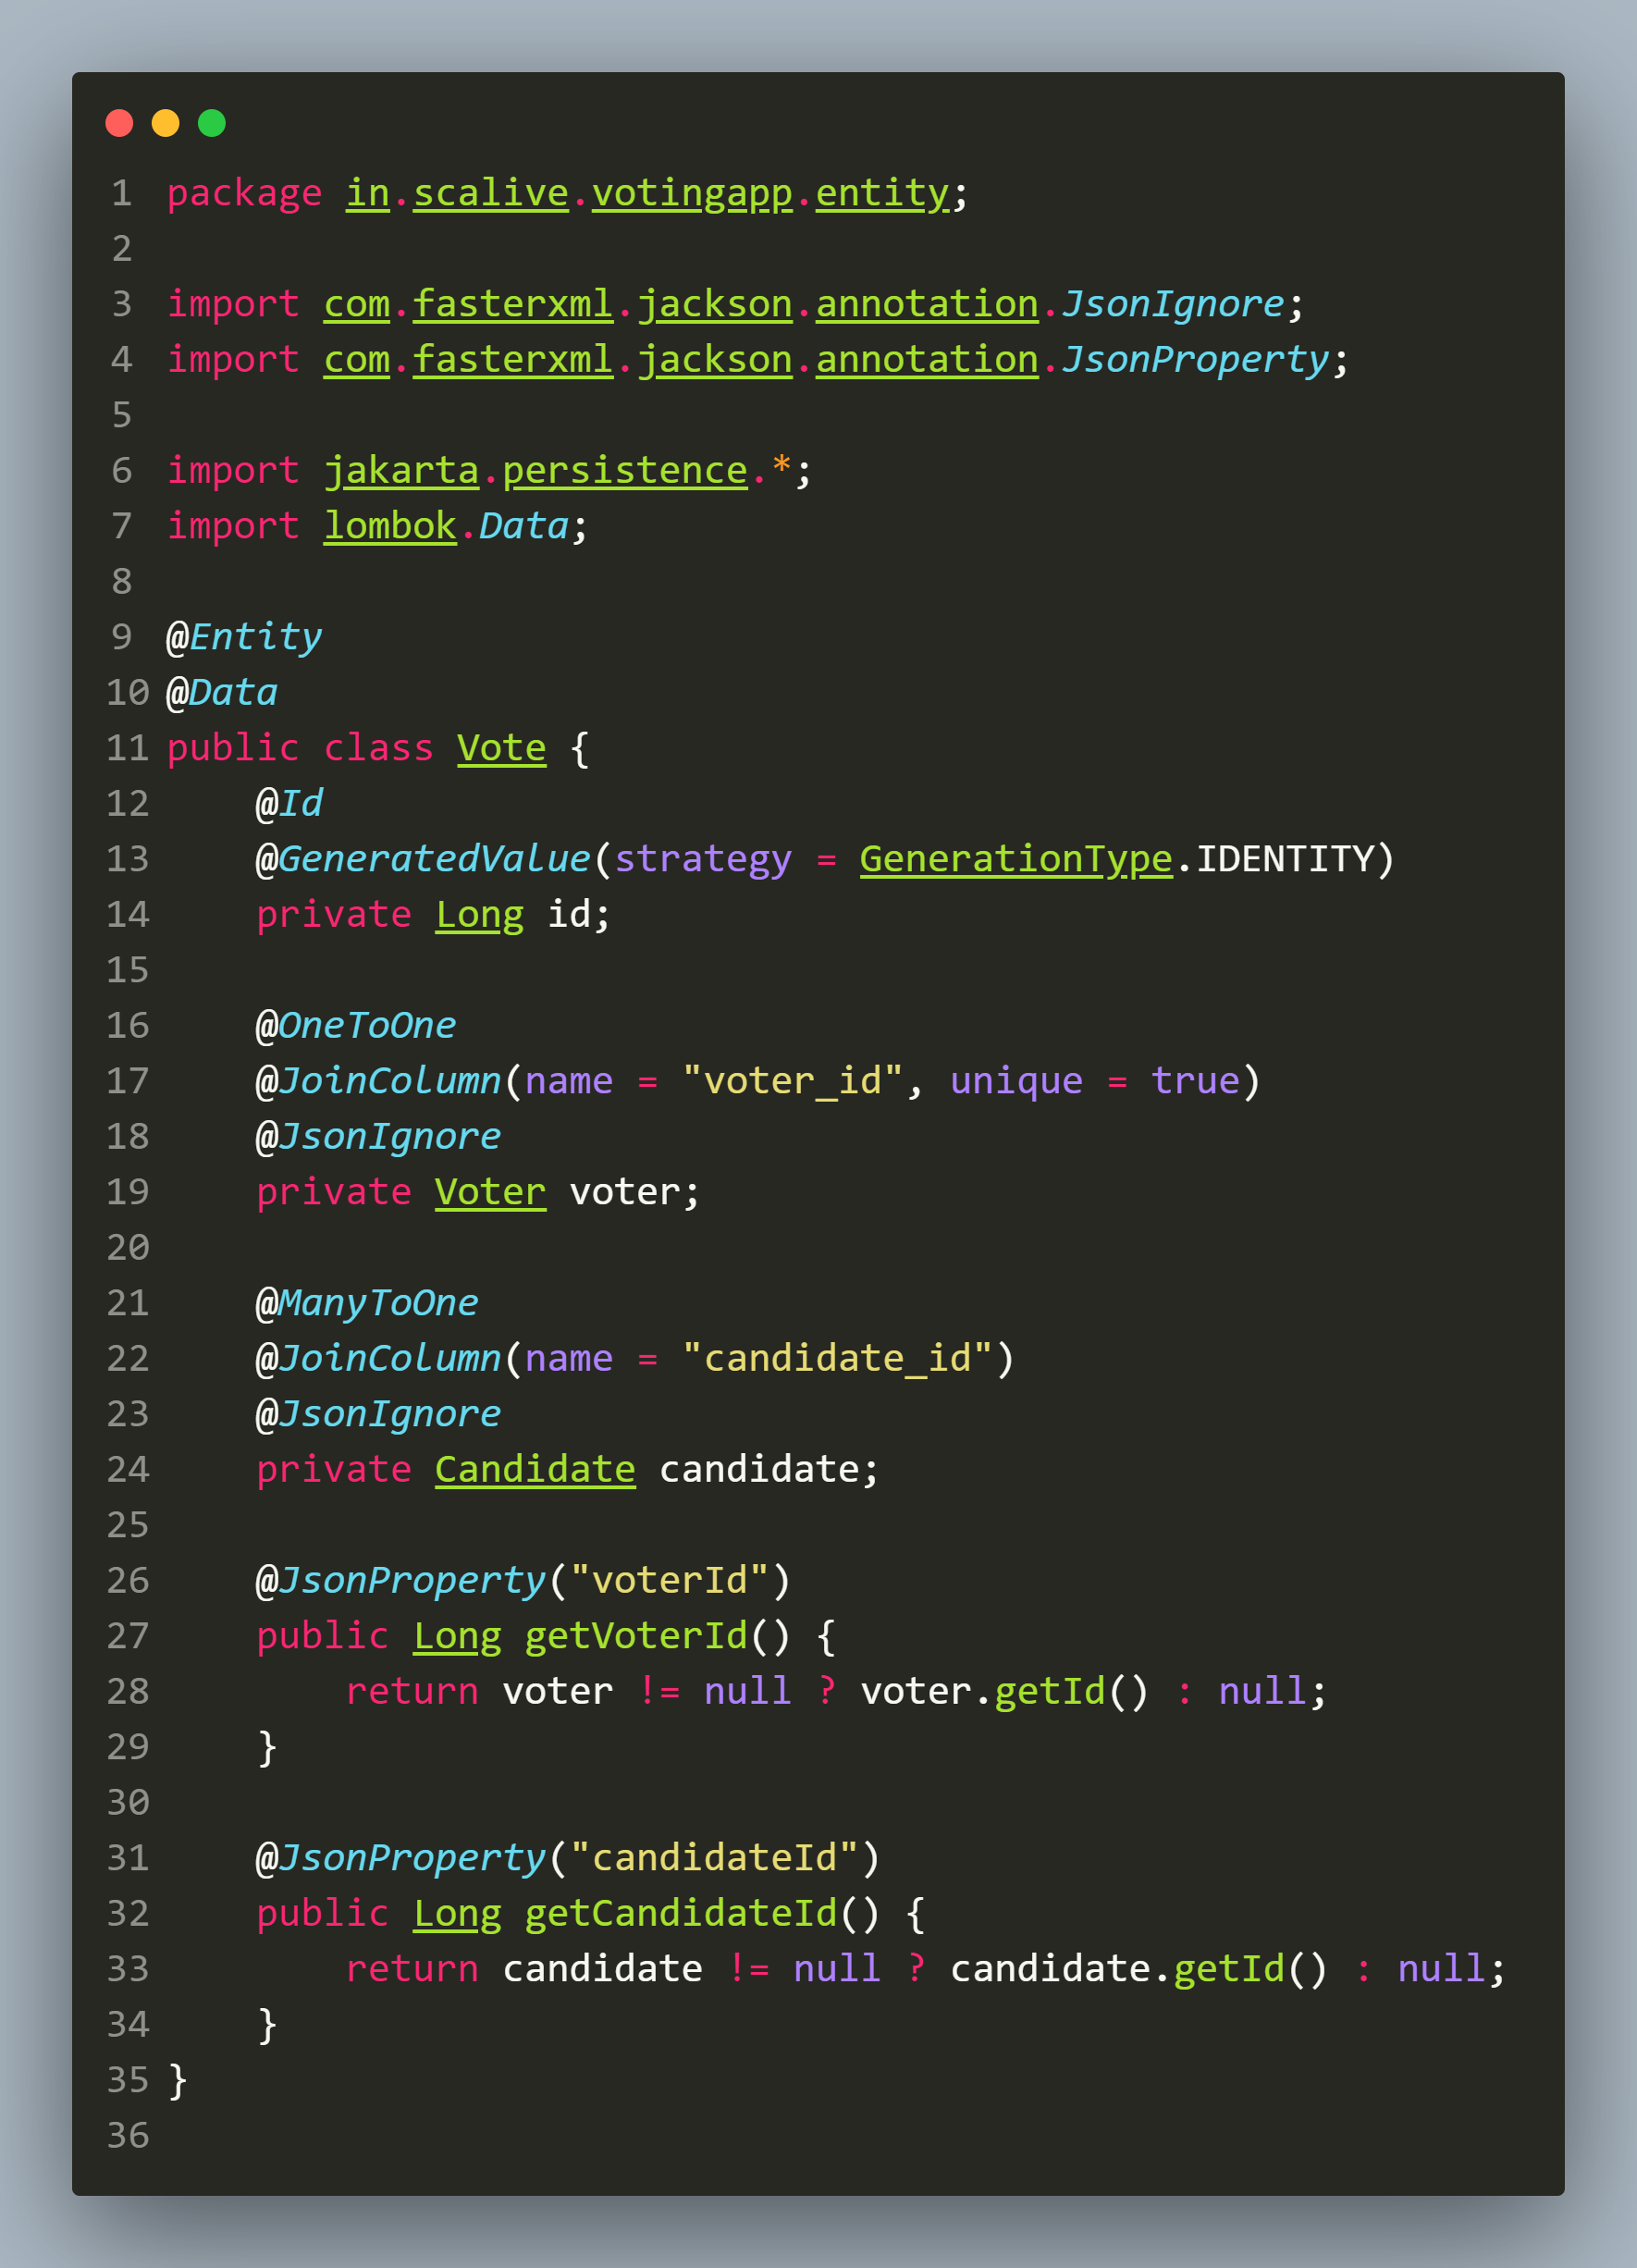 1 package in.scalive.votingapp.entity;
2
3 import com.fasterxml.jackson.annotation.JsonIgnore;
4 import com.fasterxml.jackson.annotation.JsonProperty;
5
6 import jakarta.persistence.*;
7 import lombok.Data;
8
9 @Entity
10 @Data
11 public class Vote {
12     @Id
13     @GeneratedValue(strategy = GenerationType.IDENTITY)
14     private Long id;
15
16     @OneToOne
17     @JoinColumn(name = "voter_id", unique = true)
18     @JsonIgnore
19     private Voter voter;
20
21     @ManyToOne
22     @JoinColumn(name = "candidate_id")
23     @JsonIgnore
24     private Candidate candidate;
25
26     @JsonProperty("voterId")
27     public Long getVoterId() {
28         return voter != null ? voter.getId() : null;
29     }
30
31     @JsonProperty("candidateId")
32     public Long getCandidateId() {
33         return candidate != null ? candidate.getId() : null;
34     }
35 }
36